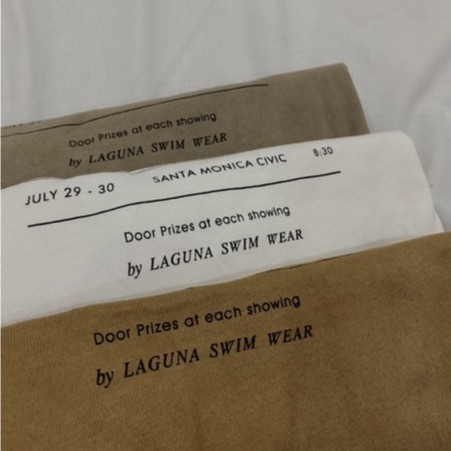 Door Prizes at each showing
by LAGUNA SWIM WEAR
JULY 29 - 30 SANTA MONICA CIVIC 8:30
Door Prizes at each showing
by LAGUNA SWIM WEAR
Door Prizes at each showing
by LAGUNA SWIM WEAR